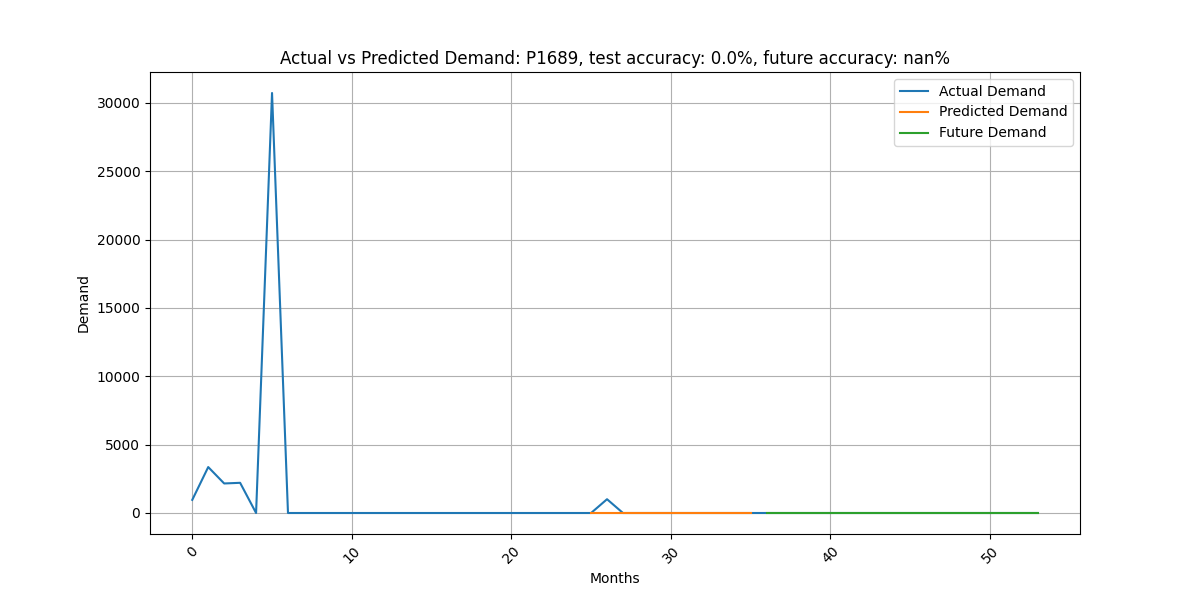 Actual vs Predicted Demand: P1689, test accuracy: 0.0%, future accuracy: nan%
Actual Demand
Predicted Demand
Future Demand
30000
25000
20000
15000
10000
5000
0
Demand
0
10
20
30
40
50
Months